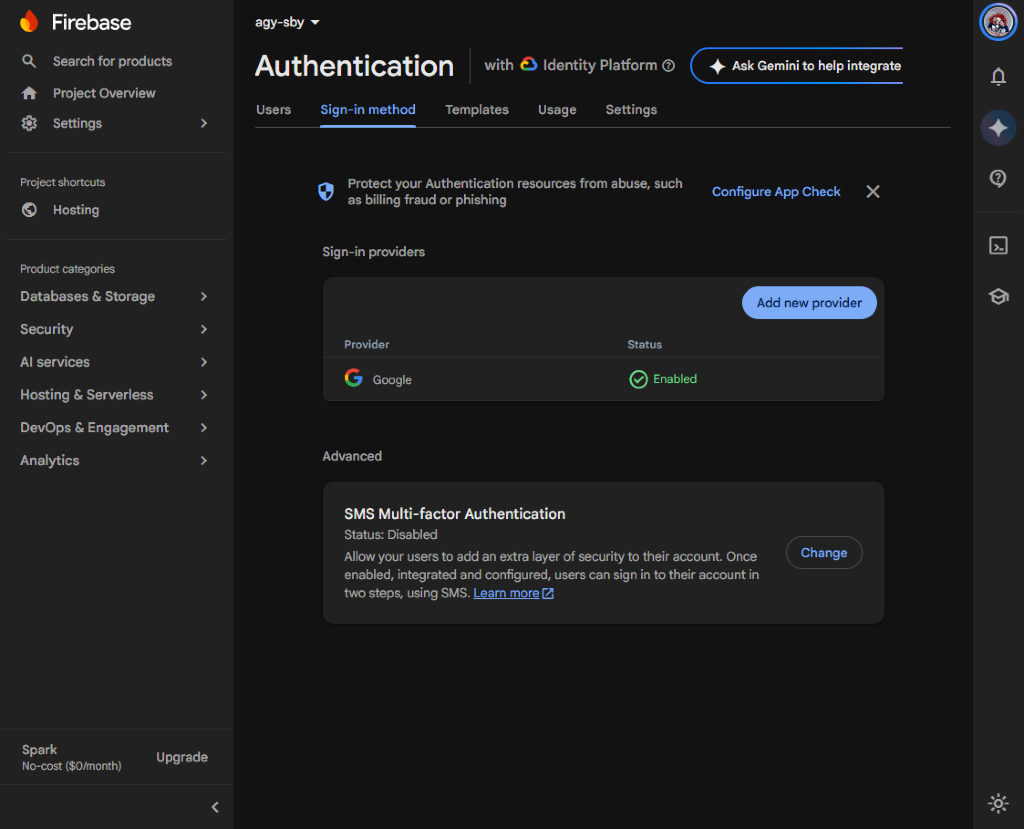 Firebase
Search for products
Project Overview
Settings
Project shortcuts
Hosting
Product categories
Databases & Storage
Security
AI services
Hosting & Serverless
DevOps & Engagement
Analytics
Spark
No-cost ($0/month)
Upgrade
agy-sby
Authentication
with Identity Platform
Ask Gemini to help integrate
Users Sign-in method Templates Usage Settings
Protect your Authentication resources from abuse, such
as billing fraud or phishing
Configure App Check
Sign-in providers
Add new provider
Provider Status
Google Enabled
Advanced
SMS Multi-factor Authentication
Status: Disabled
Allow your users to add an extra layer of security to their account. Once
enabled, integrated and configured, users can sign in to their account in
two steps, using SMS. Learn more
Change